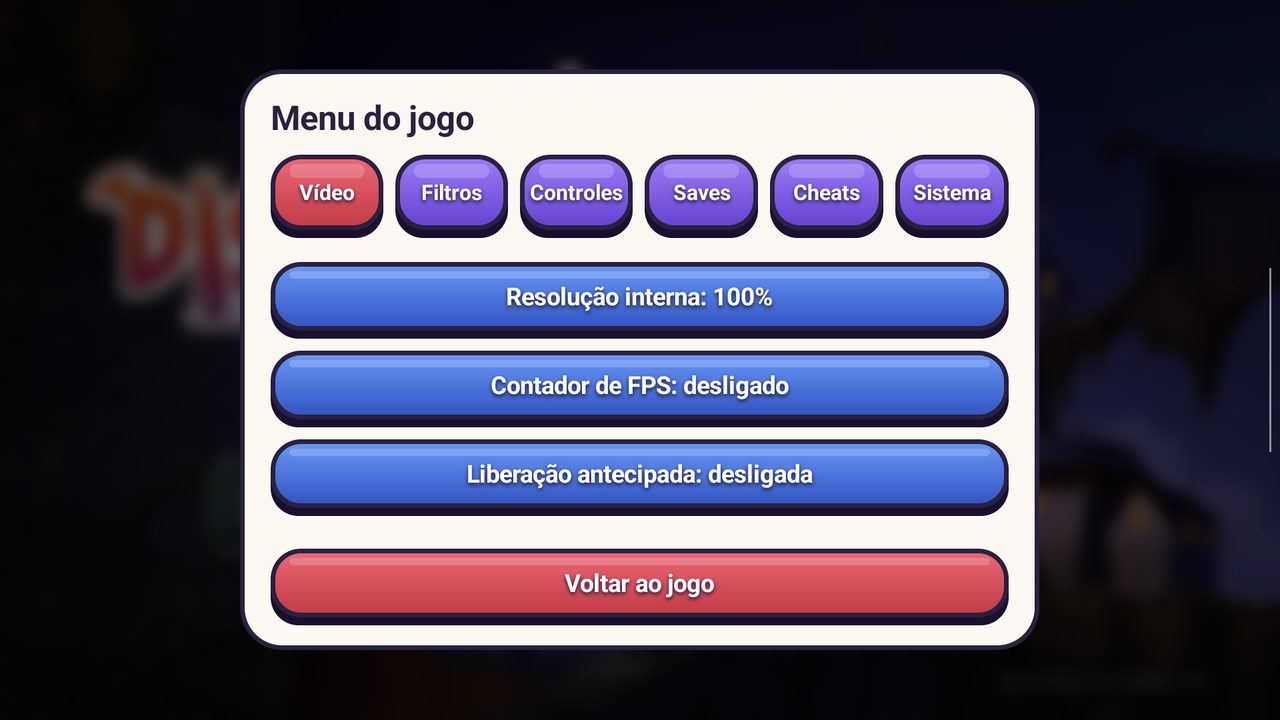 Menu do jogo
Vídeo
Filtros
Controles
Saves
Cheats
Sistema
Resolução interna: 100%
Contador de FPS: desligado
Liberação antecipada: desligada
Voltar ao jogo